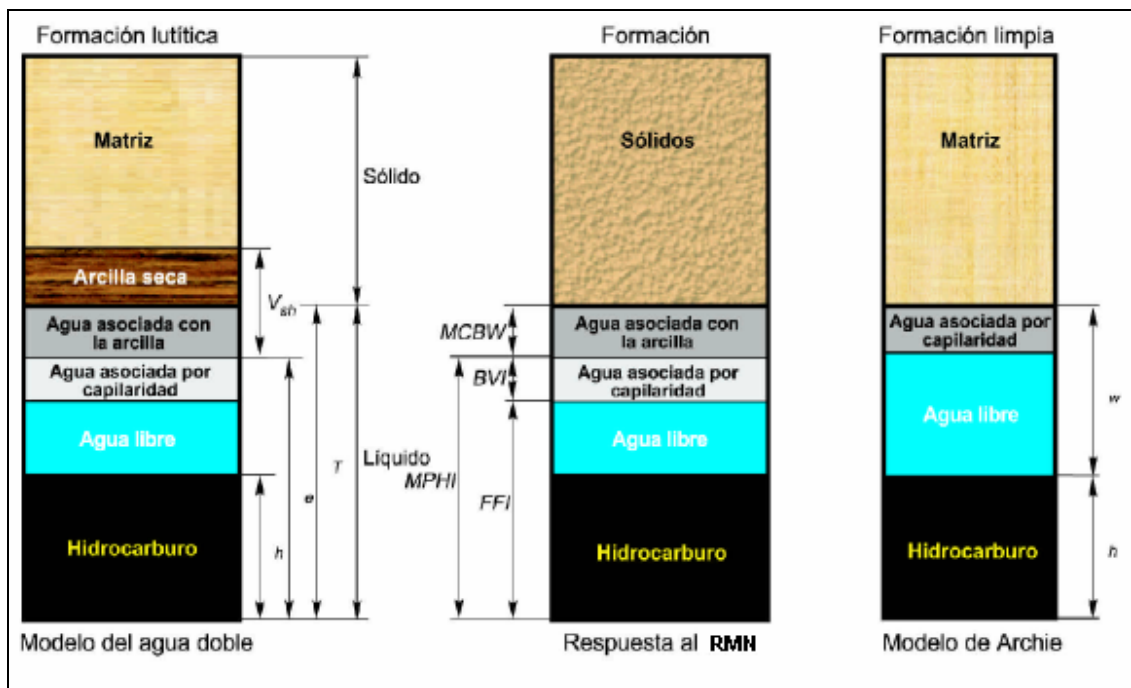 Formación lutítica
Matriz
Arcilla seca
Agua asociada con
la arcilla
Agua asociada por
capilaridad
Agua libre
Hidrocarburo
Modelo del agua doble
Sólido
Vsh
Líquido
T
e
h
Formación
Sólidos
Agua asociada con
la arcilla
Agua asociada por
capilaridad
Agua libre
Hidrocarburo
Respuesta al RMN
MCBW
BVI
MPHI
FFI
Formación limpia
Matriz
Agua asociada por
capilaridad
Agua libre
Hidrocarburo
Modelo de Archie
w
h